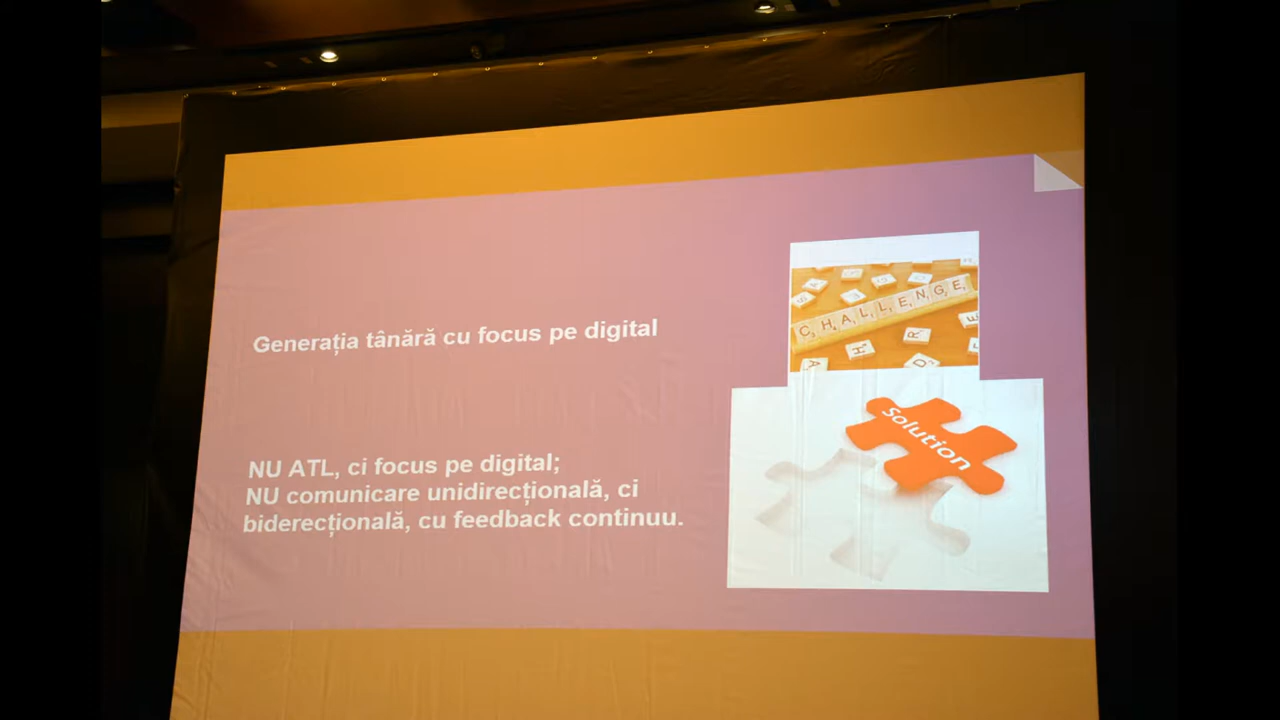 Generația tânără cu focus pe digital
NU ATL, ci focus pe digital;
NU comunicare unidirecțională, ci
biderecțională, cu feedback continuu.
CHALLENGE
Solution